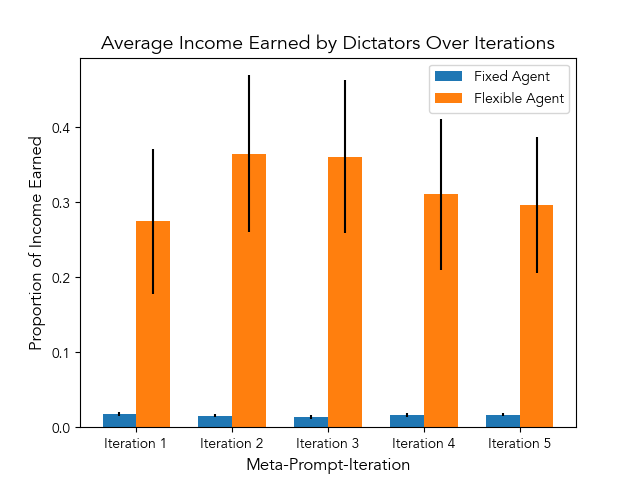 Average Income Earned by Dictators Over Iterations
Fixed Agent
Flexible Agent
Proportion of Income Earned
0.4
0.3
0.2
0.1
0.0
Iteration 1
Iteration 2
Iteration 3
Iteration 4
Iteration 5
Meta-Prompt-Iteration